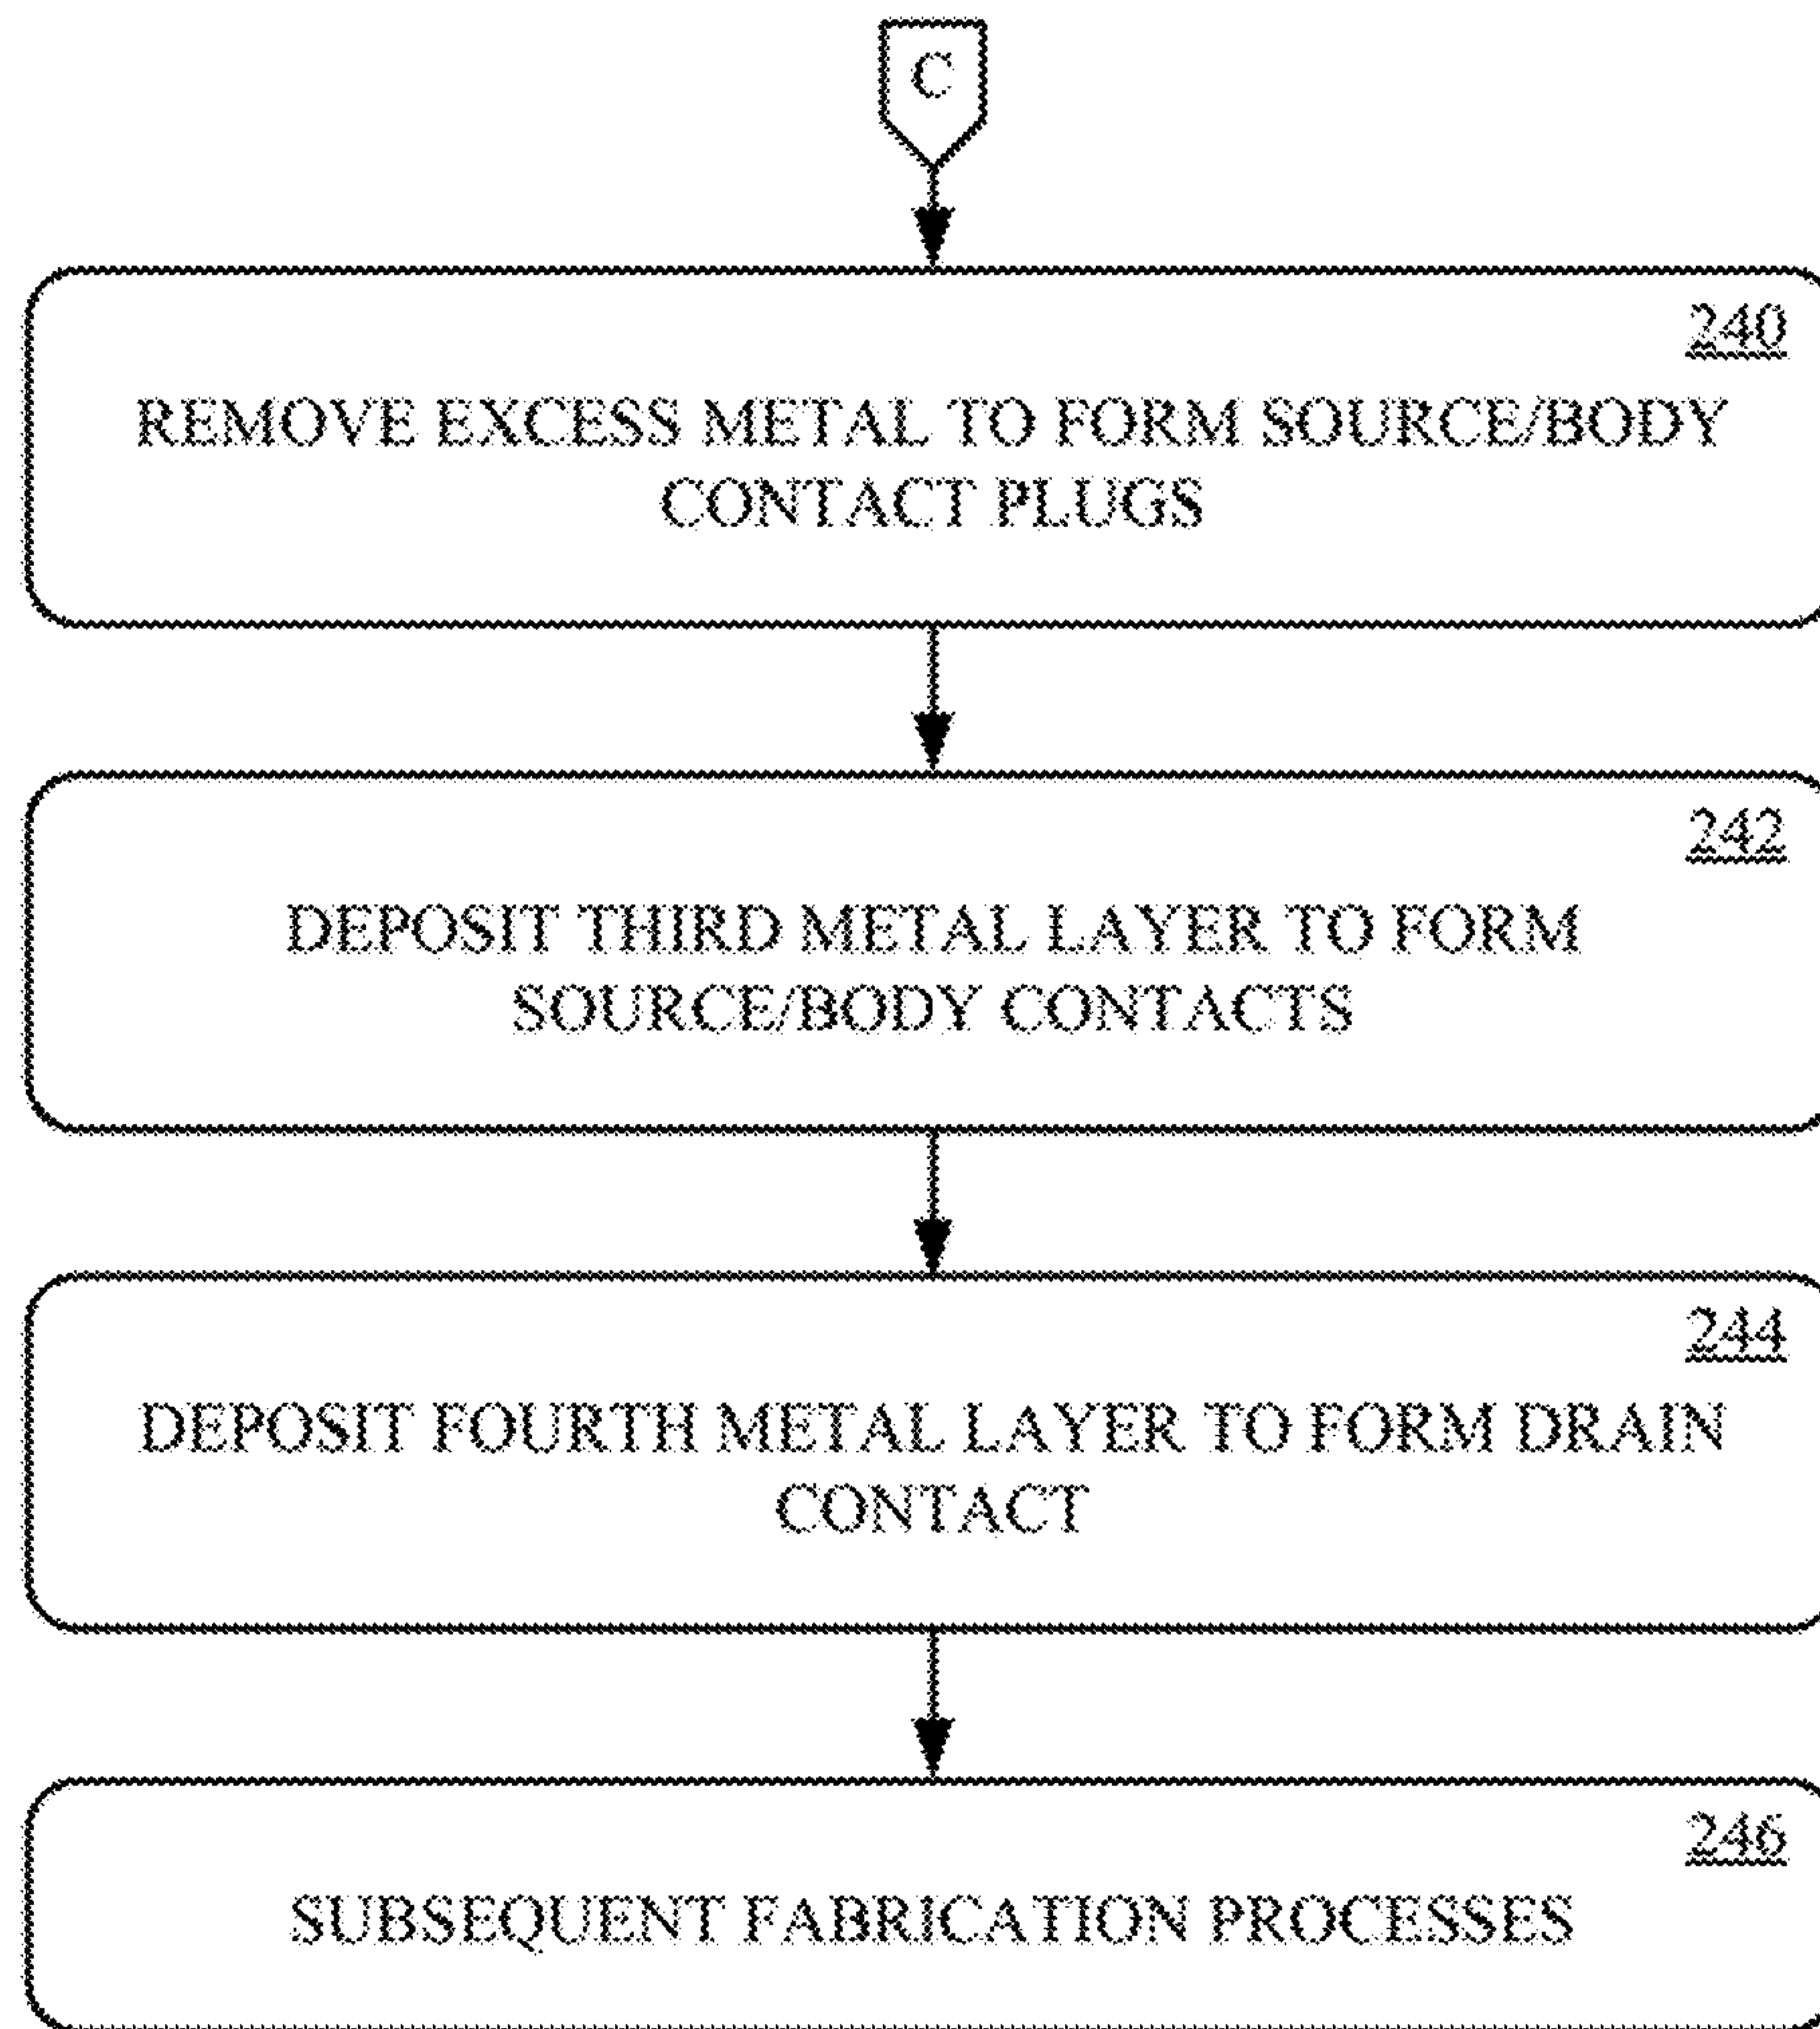 C
240
REMOVE EXCESS METAL TO FORM SOURCE/BODY
CONTACT PLUGS
242
DEPOSIT THIRD METAL LAYER TO FORM
SOURCE/BODY CONTACTS
244
DEPOSIT FOURTH METAL LAYER TO FORM DRAIN
CONTACT
246
SUBSEQUENT FABRICATION PROCESSES